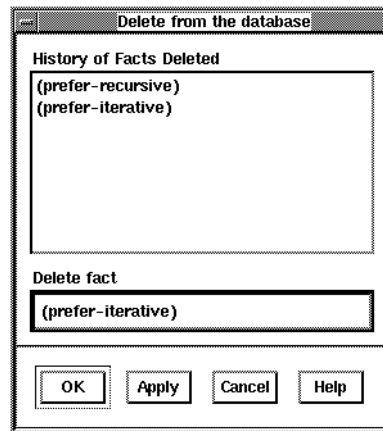 Delete from the database
History of Facts Deleted
(prefer-recursive)
(prefer-iterative)
Delete fact
(prefer-iterative)
OK Apply Cancel Help